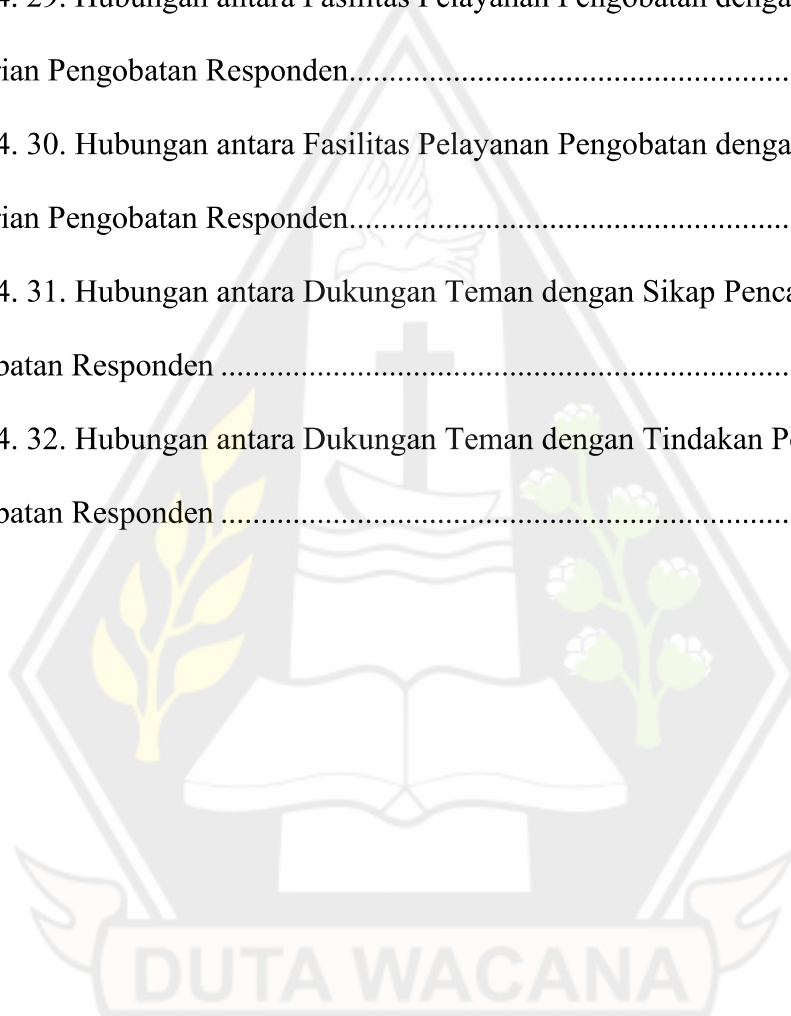 4. 29. Hubungan antara Fasilitas Pelayanan Pengobatan denga
rian Pengobatan Responden.......................................................
4. 30. Hubungan antara Fasilitas Pelayanan Pengobatan denga
rian Pengobatan Responden.......................................................
4. 31. Hubungan antara Dukungan Teman dengan Sikap Penca
batan Responden .......................................................................
4. 32. Hubungan antara Dukungan Teman dengan Tindakan Pe
batan Responden .......................................................................
DUTA WACANA